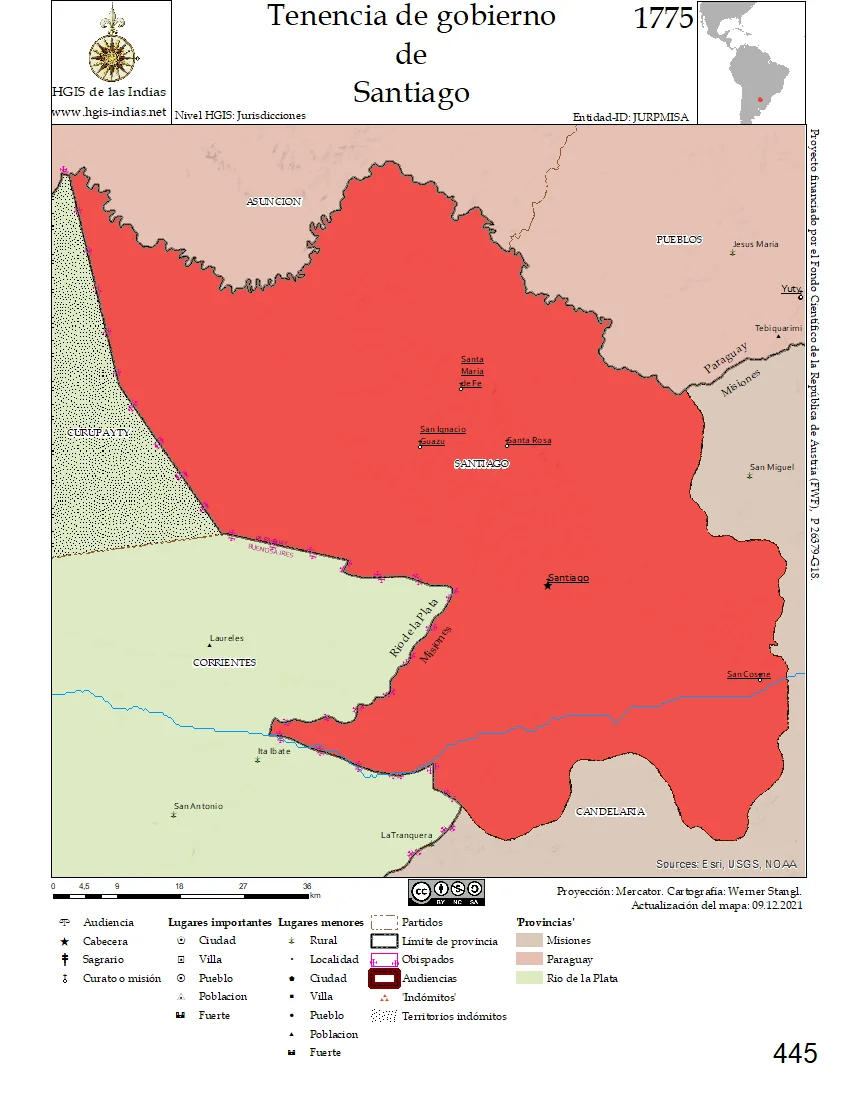 Tenencia de gobierno
de
Santiago
1775
HGIS de las Indias
www.hgis-indias.net
Nivel HGIS: Jurisdicciones
Entidad-ID: JURPMISA
Proyecto financiado por el Fondo Científico de la República de Austria (FWF), P 26379-G18.
ASUNCION
PUEBLOS
Jesus Maria
Yuty
Tebiquarimi
Paraguay
Misiones
Santa
Maria
de Fe
CURUPAYTY
San Ignacio
Guazu
Santa Rosa
SANTIAGO
San Miguel
BUENOS AIRES
Santiago
Rio de la Plata
Misiones
Laureles
CORRIENTES
San Cosme
Ita Ibate
San Antonio
CANDELARIA
La Tranquera
Sources: Esri, USGS, NOAA
0 4,5 9 18 27 36
km
CC BY NC SA
Proyección: Mercator. Cartografía: Werner Stangl.
Actualización del mapa: 09.12.2021
Audiencia
Cabecera
Sagrario
Curato o misión
Lugares importantes
Ciudad
Villa
Pueblo
Poblacion
Fuerte
Lugares menores
Rural
Localidad
Ciudad
Villa
Pueblo
Poblacion
Fuerte
Partidos
Límite de provincia
Obispados
Audiencias
'Indómitos'
Territorios indómitos
'Provincias'
Misiones
Paraguay
Rio de la Plata
445